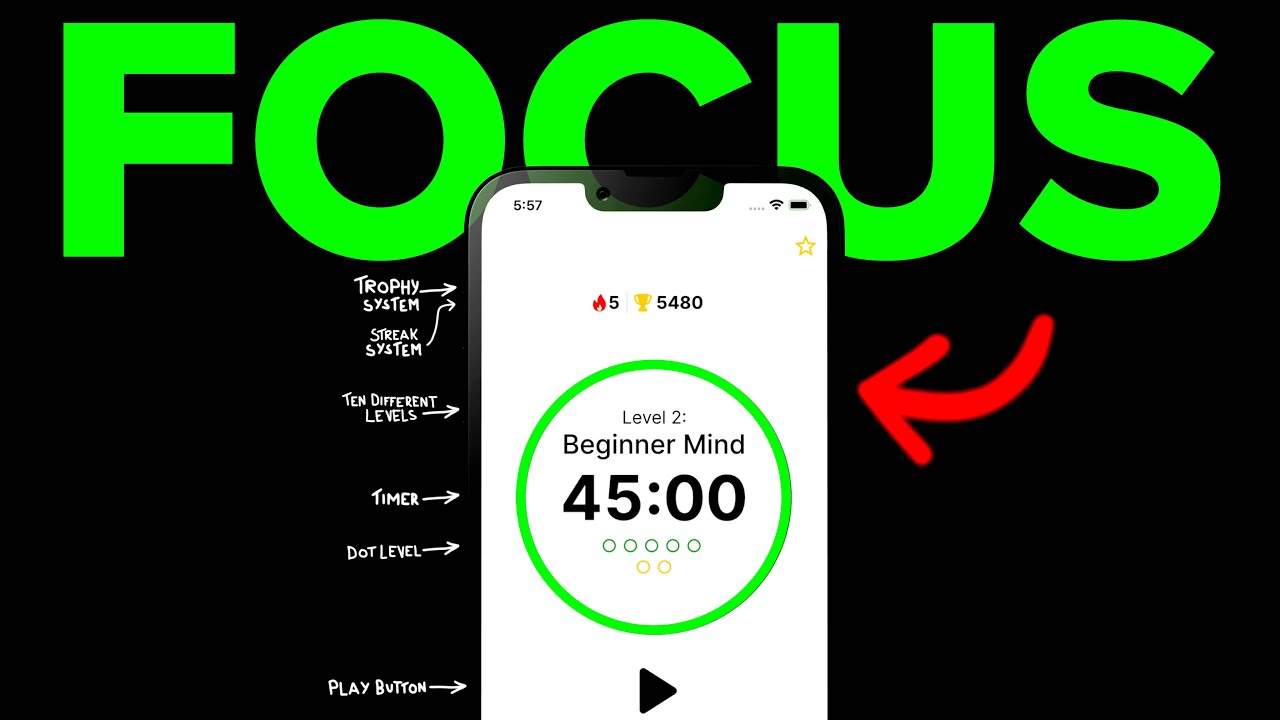 FOCUS
5:57
5 5480
TROPHY
SYSTEM
STREAK
SYSTEM
TEN DIFFERENT
LEVELS
Level 2:
Beginner Mind
45:00
TIMER
DOT LEVEL
PLAY BUTTON